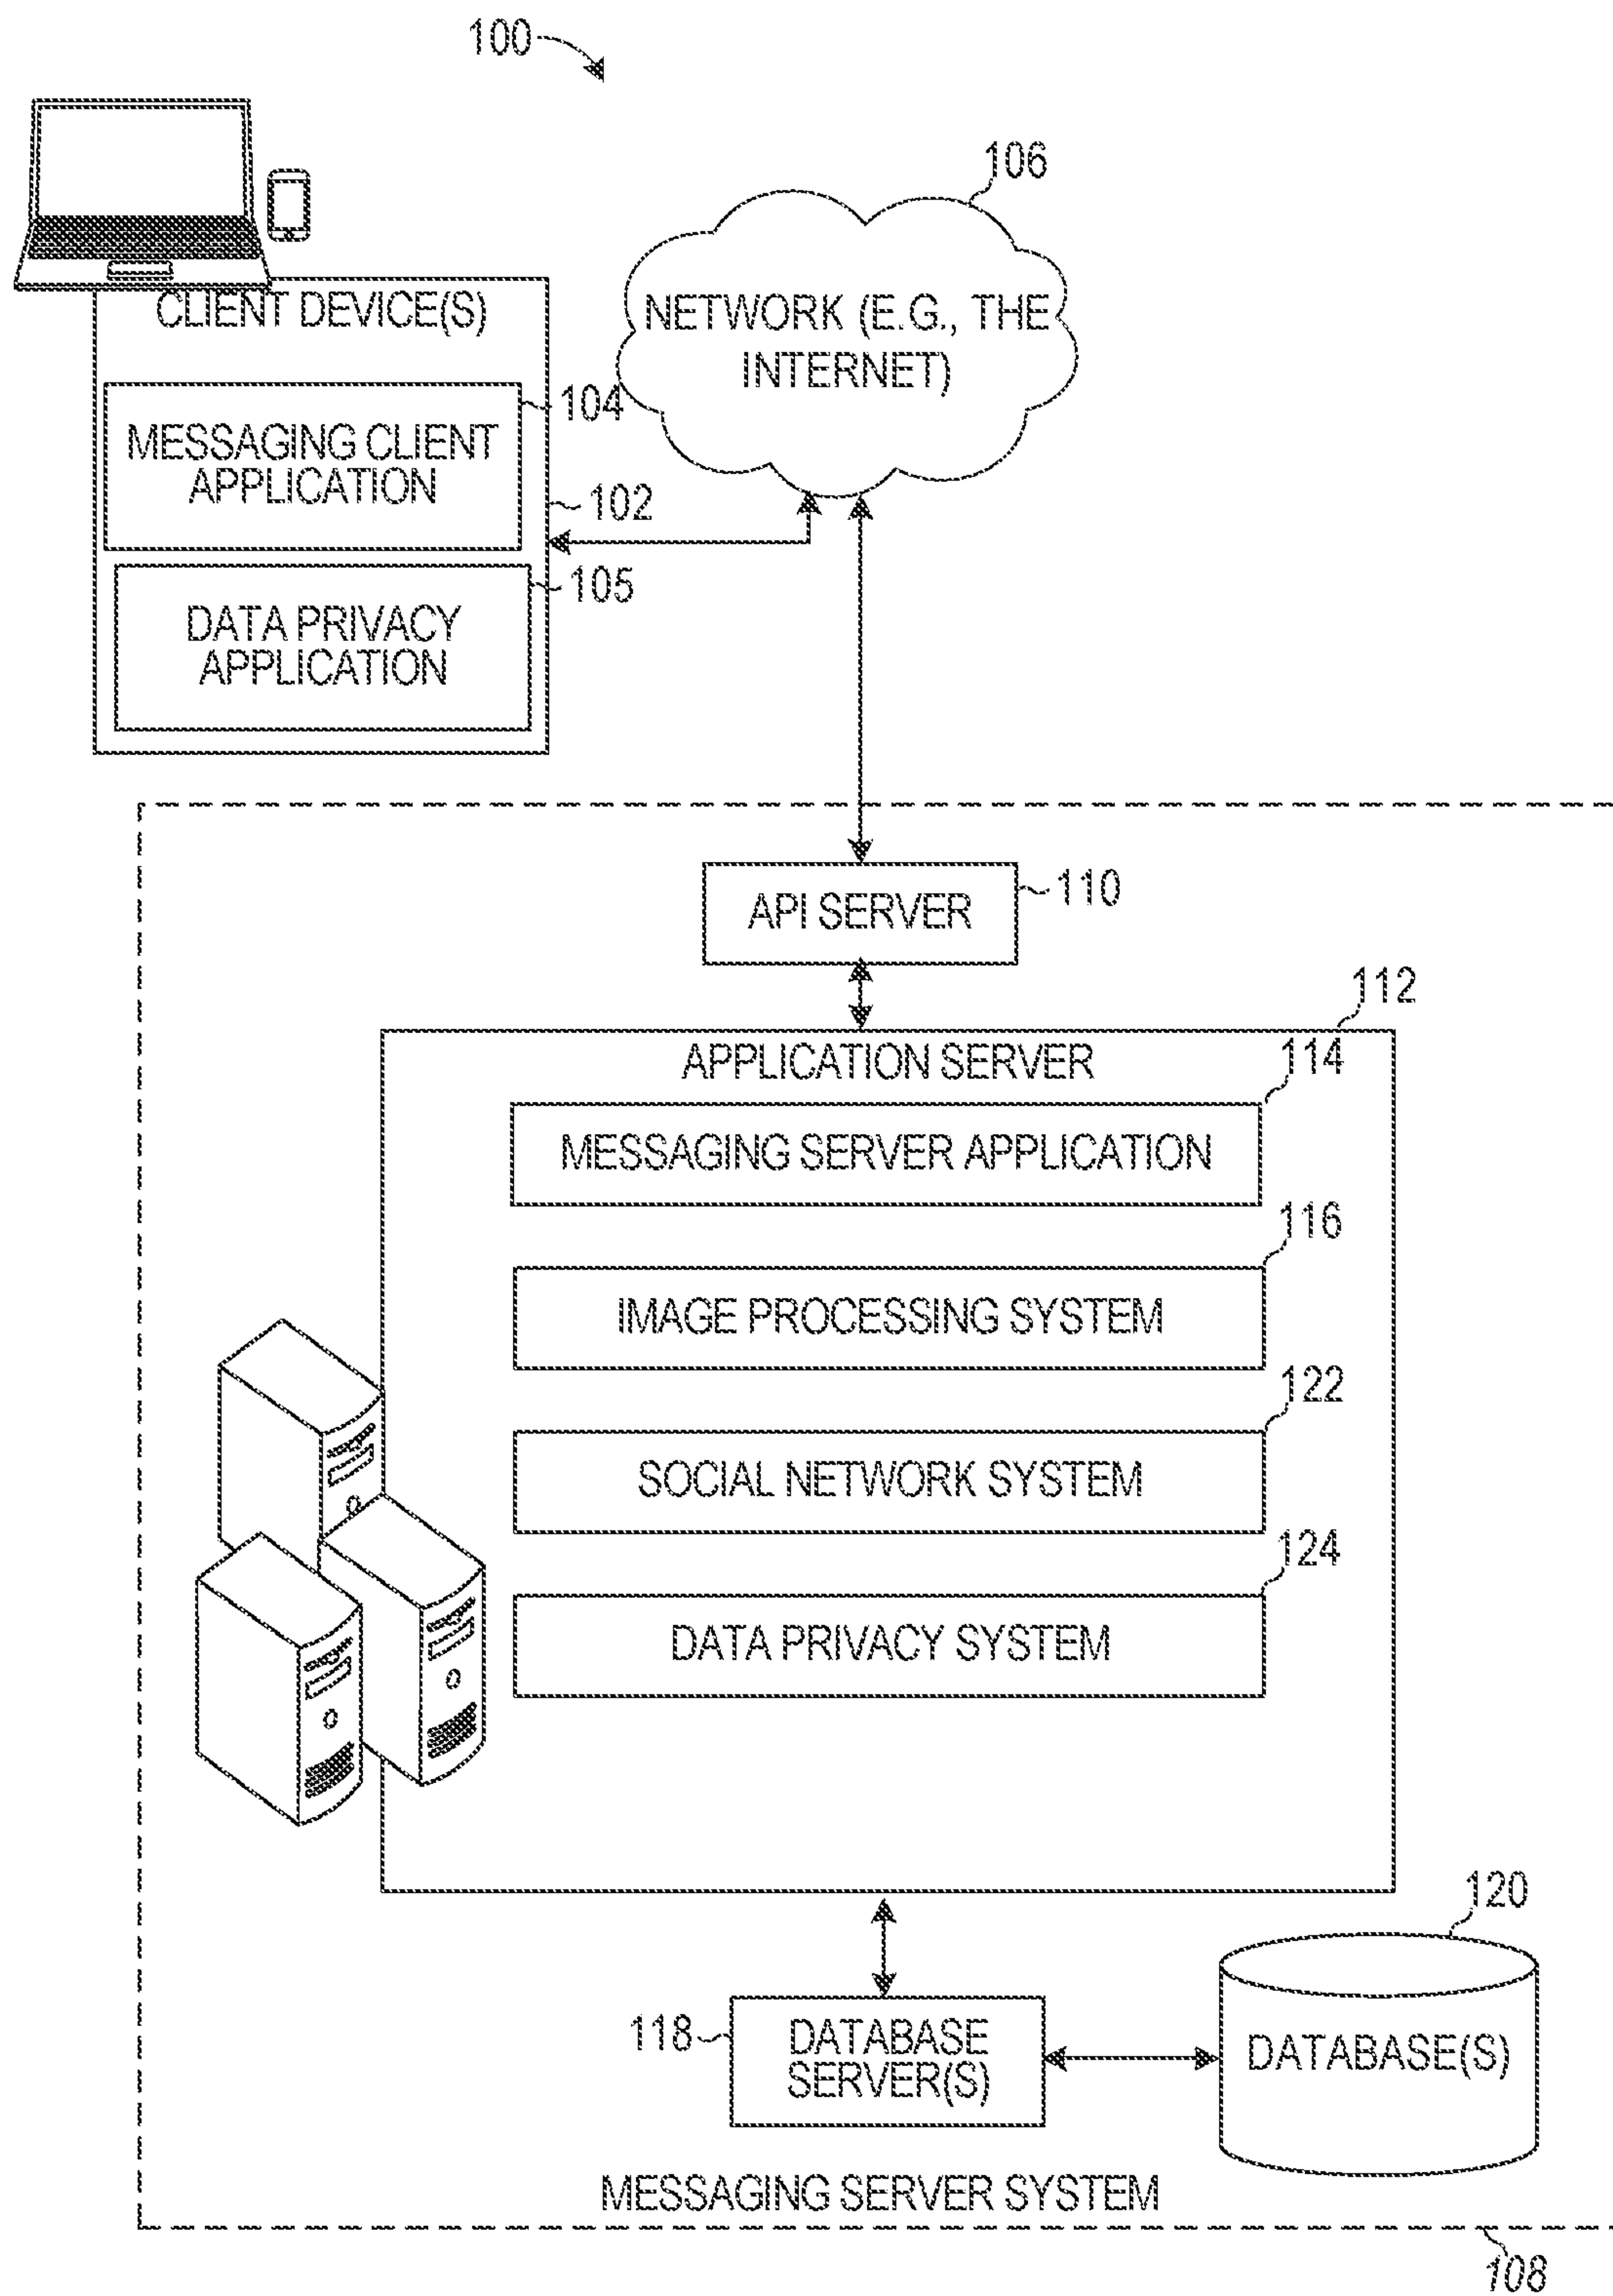 100
106
CLIENT DEVICE(S)
NETWORK (E.G., THE
INTERNET)
104
MESSAGING CLIENT
APPLICATION
102
105
DATA PRIVACY
APPLICATION
API SERVER
110
112
APPLICATION SERVER
114
MESSAGING SERVER APPLICATION
116
IMAGE PROCESSING SYSTEM
122
SOCIAL NETWORK SYSTEM
124
DATA PRIVACY SYSTEM
120
118
DATABASE
SERVER(S)
DATABASE(S)
MESSAGING SERVER SYSTEM
108